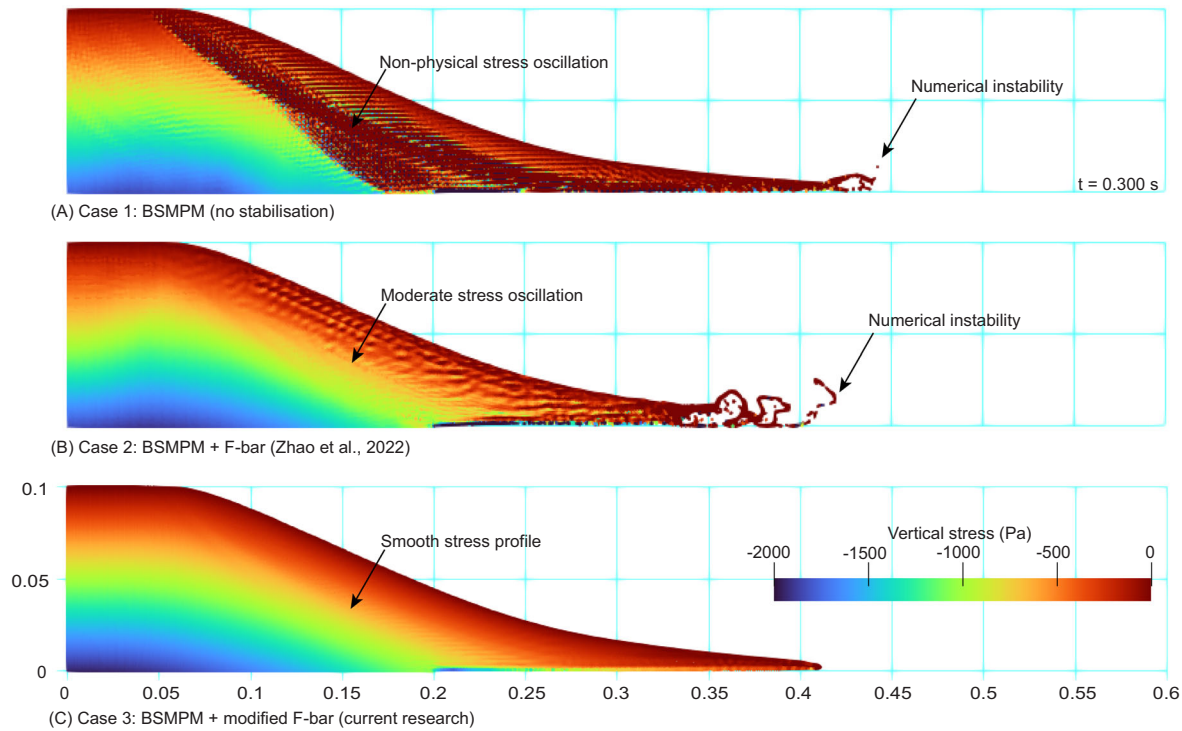 Non-physical stress oscillation
Numerical instability
t = 0.300 s
(A) Case 1: BSMPM (no stabilisation)
Moderate stress oscillation
Numerical instability
(B) Case 2: BSMPM + F-bar (Zhao et al., 2022)
0.1
Smooth stress profile
Vertical stress (Pa)
-2000 -1500 -1000 -500 0
0.05
0
0 0.05 0.1 0.15 0.2 0.25 0.3 0.35 0.4 0.45 0.5 0.55 0.6
(C) Case 3: BSMPM + modified F-bar (current research)